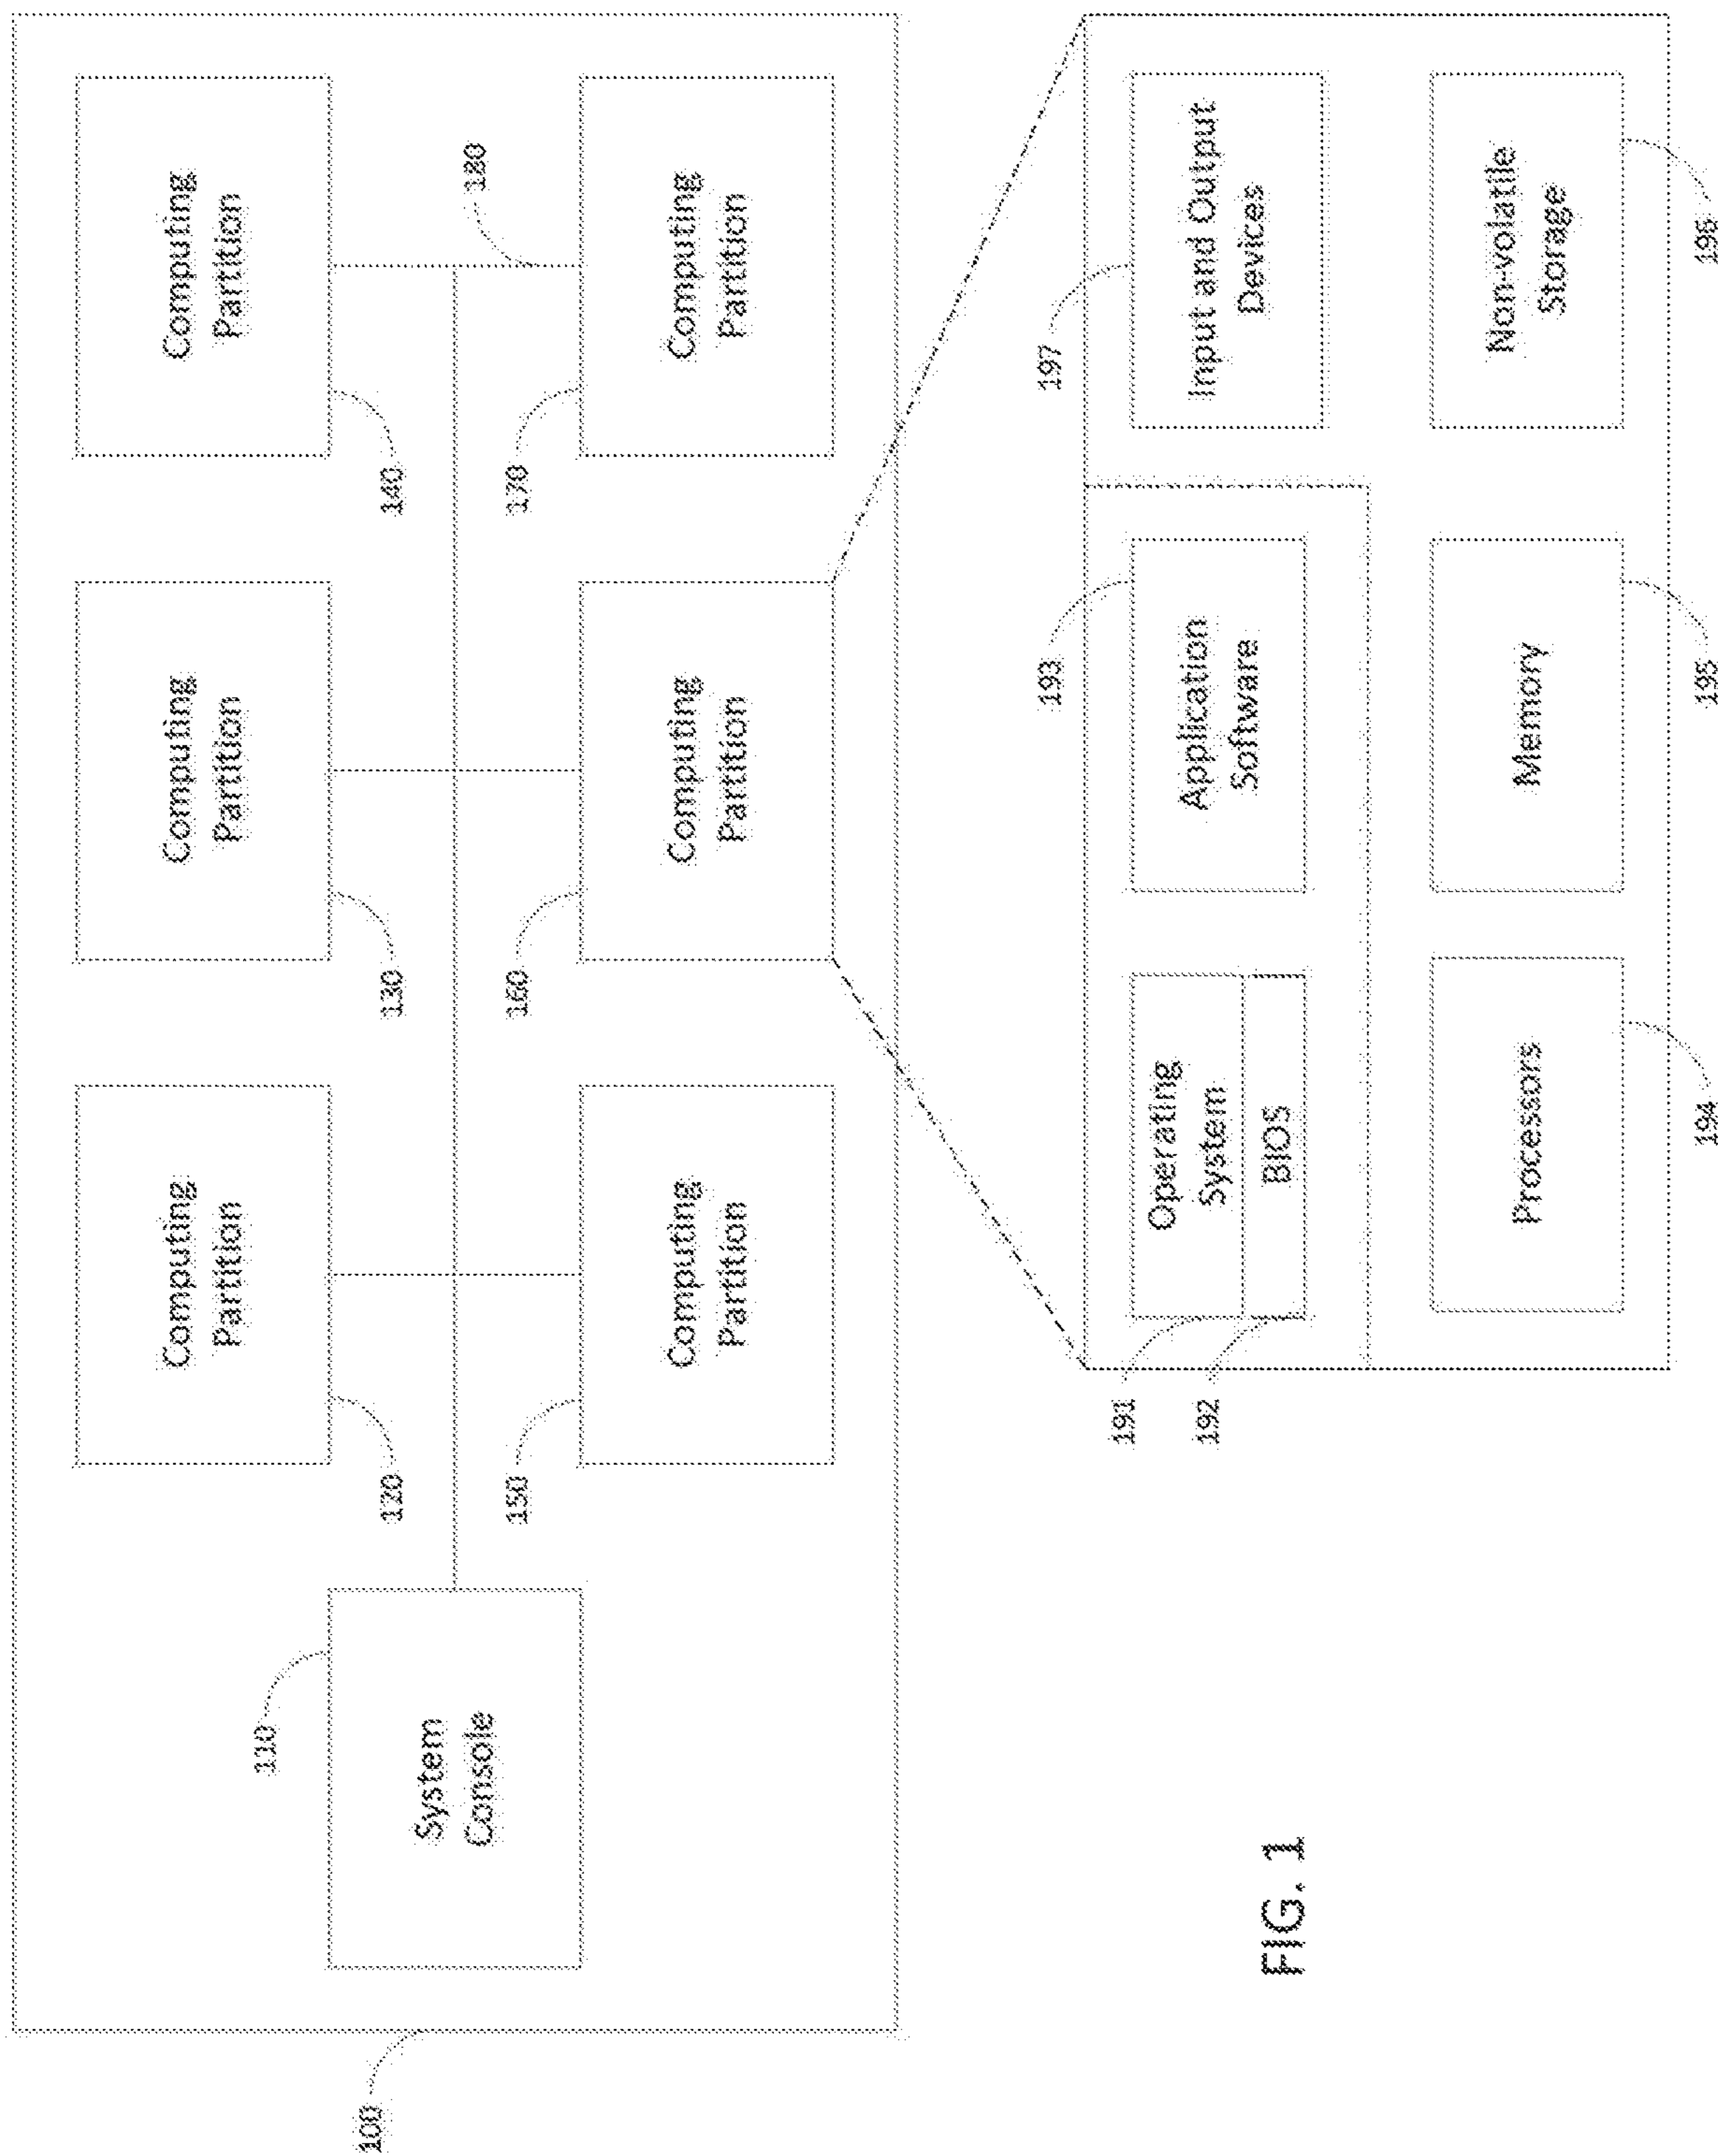 100
110
System
Console
120
Computing
Partition
130
Computing
Partition
140
Computing
Partition
150
Computing
Partition
160
Computing
Partition
170
Computing
Partition
180
191
Operating
System
192
BIOS
193
Application
Software
197
Input and Output
Devices
194
Processors
195
Memory
196
Non-volatile
Storage
FIG. 1